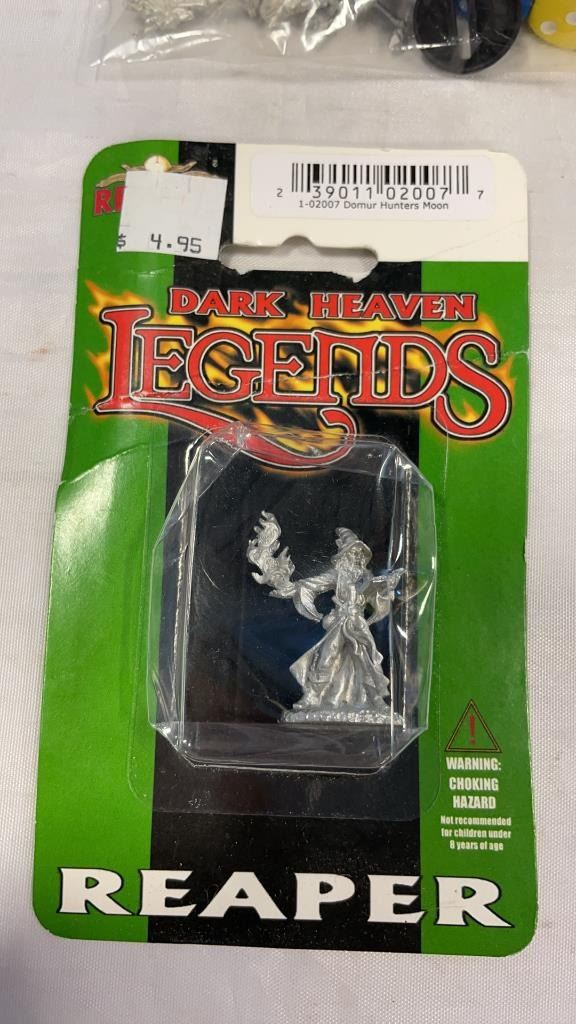 RE
$ 4.95
2 39011 02007 7
1-02007 Domur Hunters Moon
DARK HEAVEN
LEGENDS
!
WARNING:
CHOKING
HAZARD
Not recommended
for children under
8 years of age
REAPER